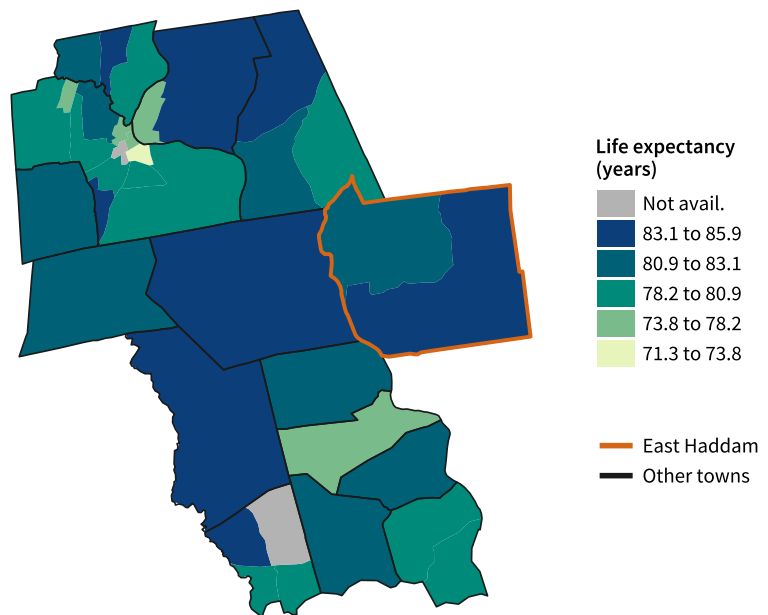 Life expectancy
(years)
Not avail.
83.1 to 85.9
80.9 to 83.1
78.2 to 80.9
73.8 to 78.2
71.3 to 73.8
East Haddam
Other towns